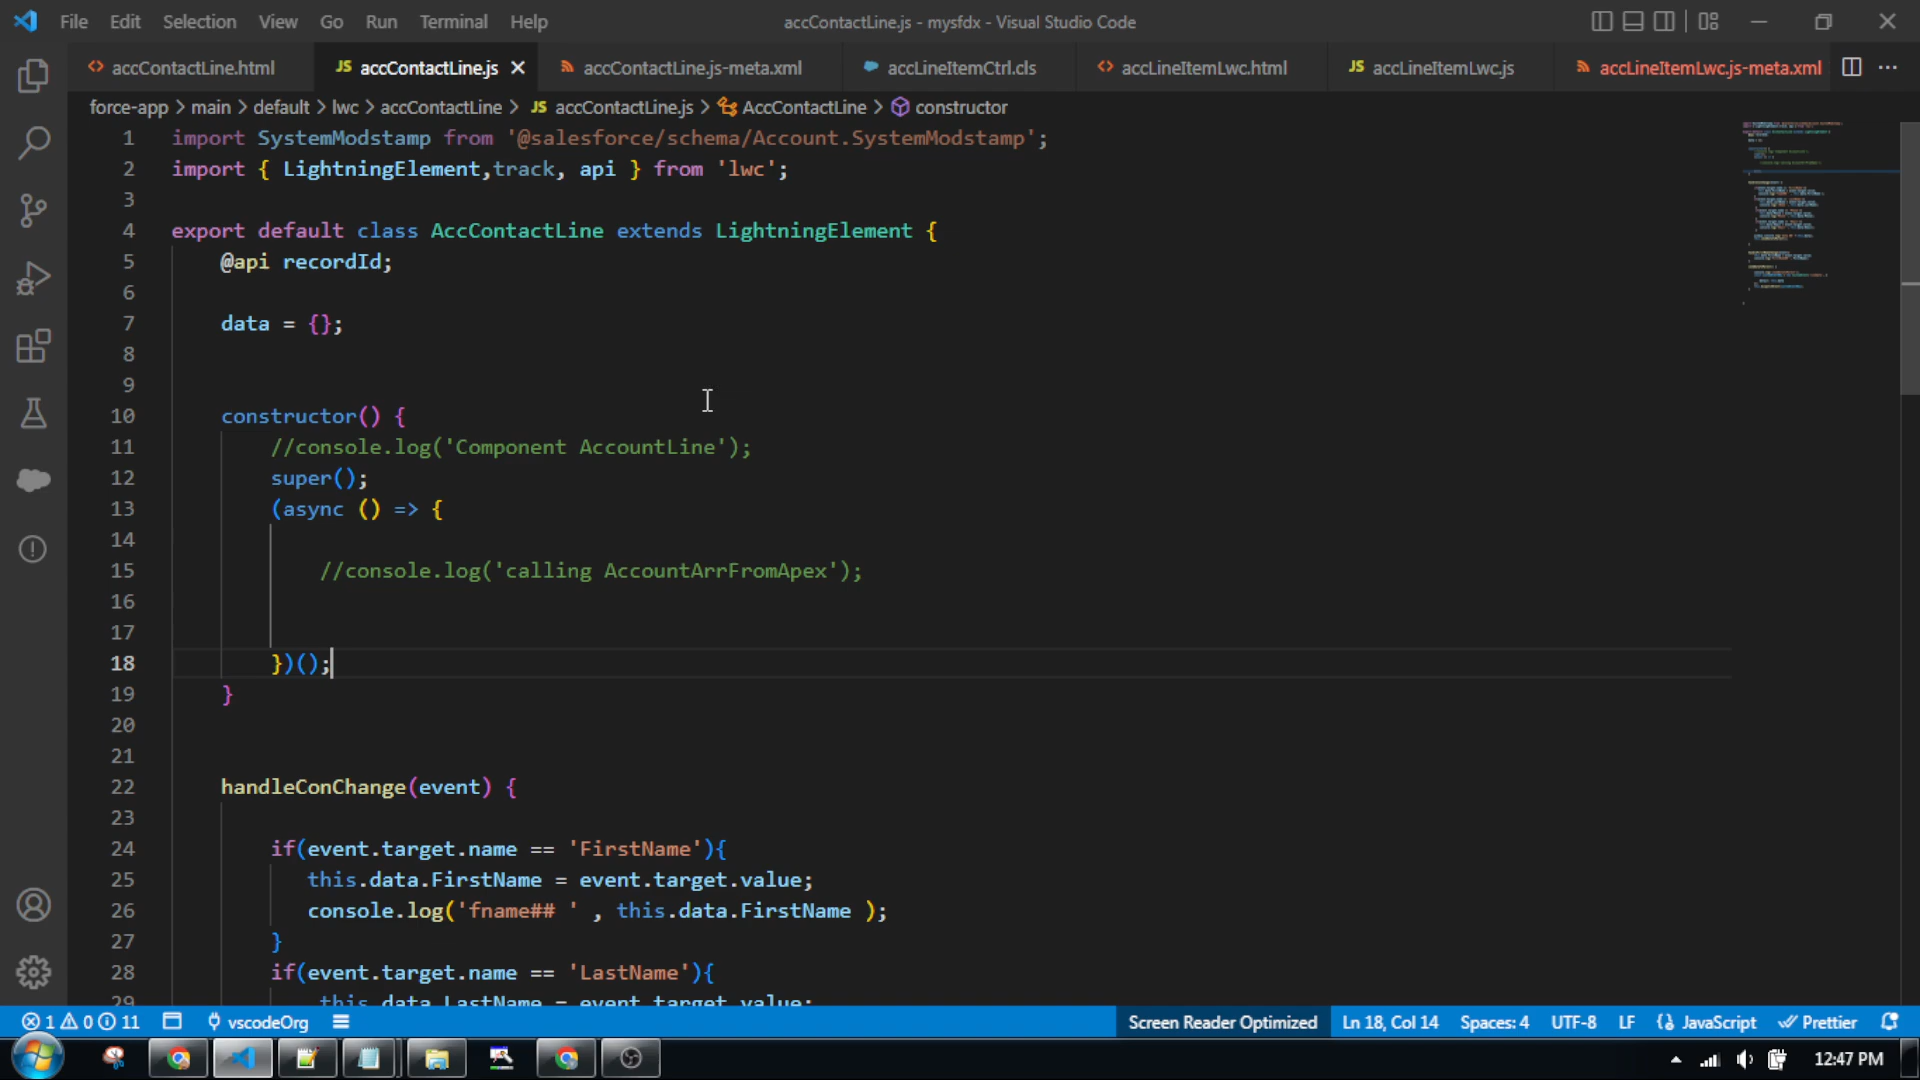 File Edit Selection View Go Run Terminal Help accContactLine.js - mysfdx - Visual Studio Code
accContactLine.html JS accContactLine.js accContactLine.js-meta.xml accLineItemCtrl.cls accLineItemLwc.html JS accLineItemLwc.js accLineItemLwc.js-meta.xml
force-app > main > default > lwc > accContactLine > JS accContactLine.js > AccContactLine > constructor
1 import SystemModstamp from '@salesforce/schema/Account.SystemModstamp';
2 import { LightningElement,track, api } from 'lwc';
3
4 export default class AccContactLine extends LightningElement {
5 @api recordId;
6
7 data = {};
8
9
10 constructor() {
11 //console.log('Component AccountLine');
12 super();
13 (async () => {
14
15 //console.log('calling AccountArrFromApex');
16
17
18 })();
19 }
20
21
22 handleConChange(event) {
23
24 if(event.target.name == 'FirstName'){
25 this.data.FirstName = event.target.value;
26 console.log('fname## ' , this.data.FirstName );
27 }
28 if(event.target.name == 'LastName'){
29 this.data.LastName = event.target.value;
1 0 11 vscodeOrg Screen Reader Optimized Ln 18, Col 14 Spaces: 4 UTF-8 LF JavaScript Prettier
12:47 PM